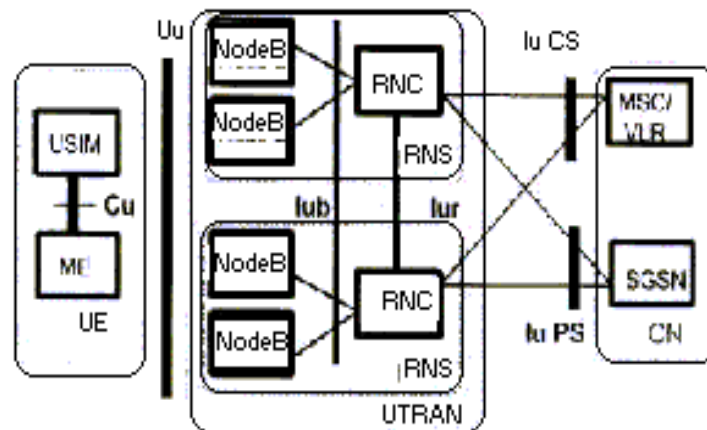 Uu
Iu CS
NodeB
NodeB
RNC
RNS
USIM
Cu
ME
UE
MSC/
VLR
Iub
Iur
NodeB
NodeB
RNC
RNS
UTRAN
SGSN
CN
Iu PS